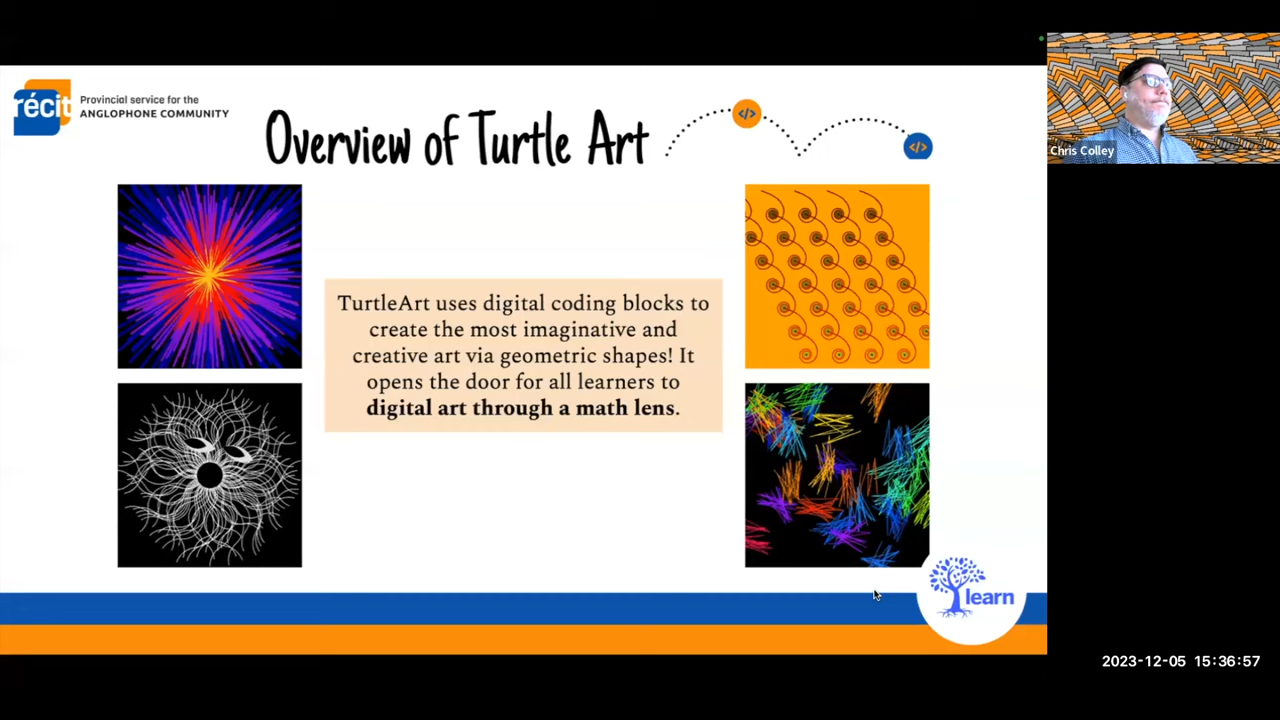 récit
Provincial service for the
ANGLOPHONE COMMUNITY
Overview of Turtle Art
</>
</>
Chris Colley
TurtleArt uses digital coding blocks to
create the most imaginative and
creative art via geometric shapes! It
opens the door for all learners to
digital art through a math lens.
learn
2023-12-05 15:36:57